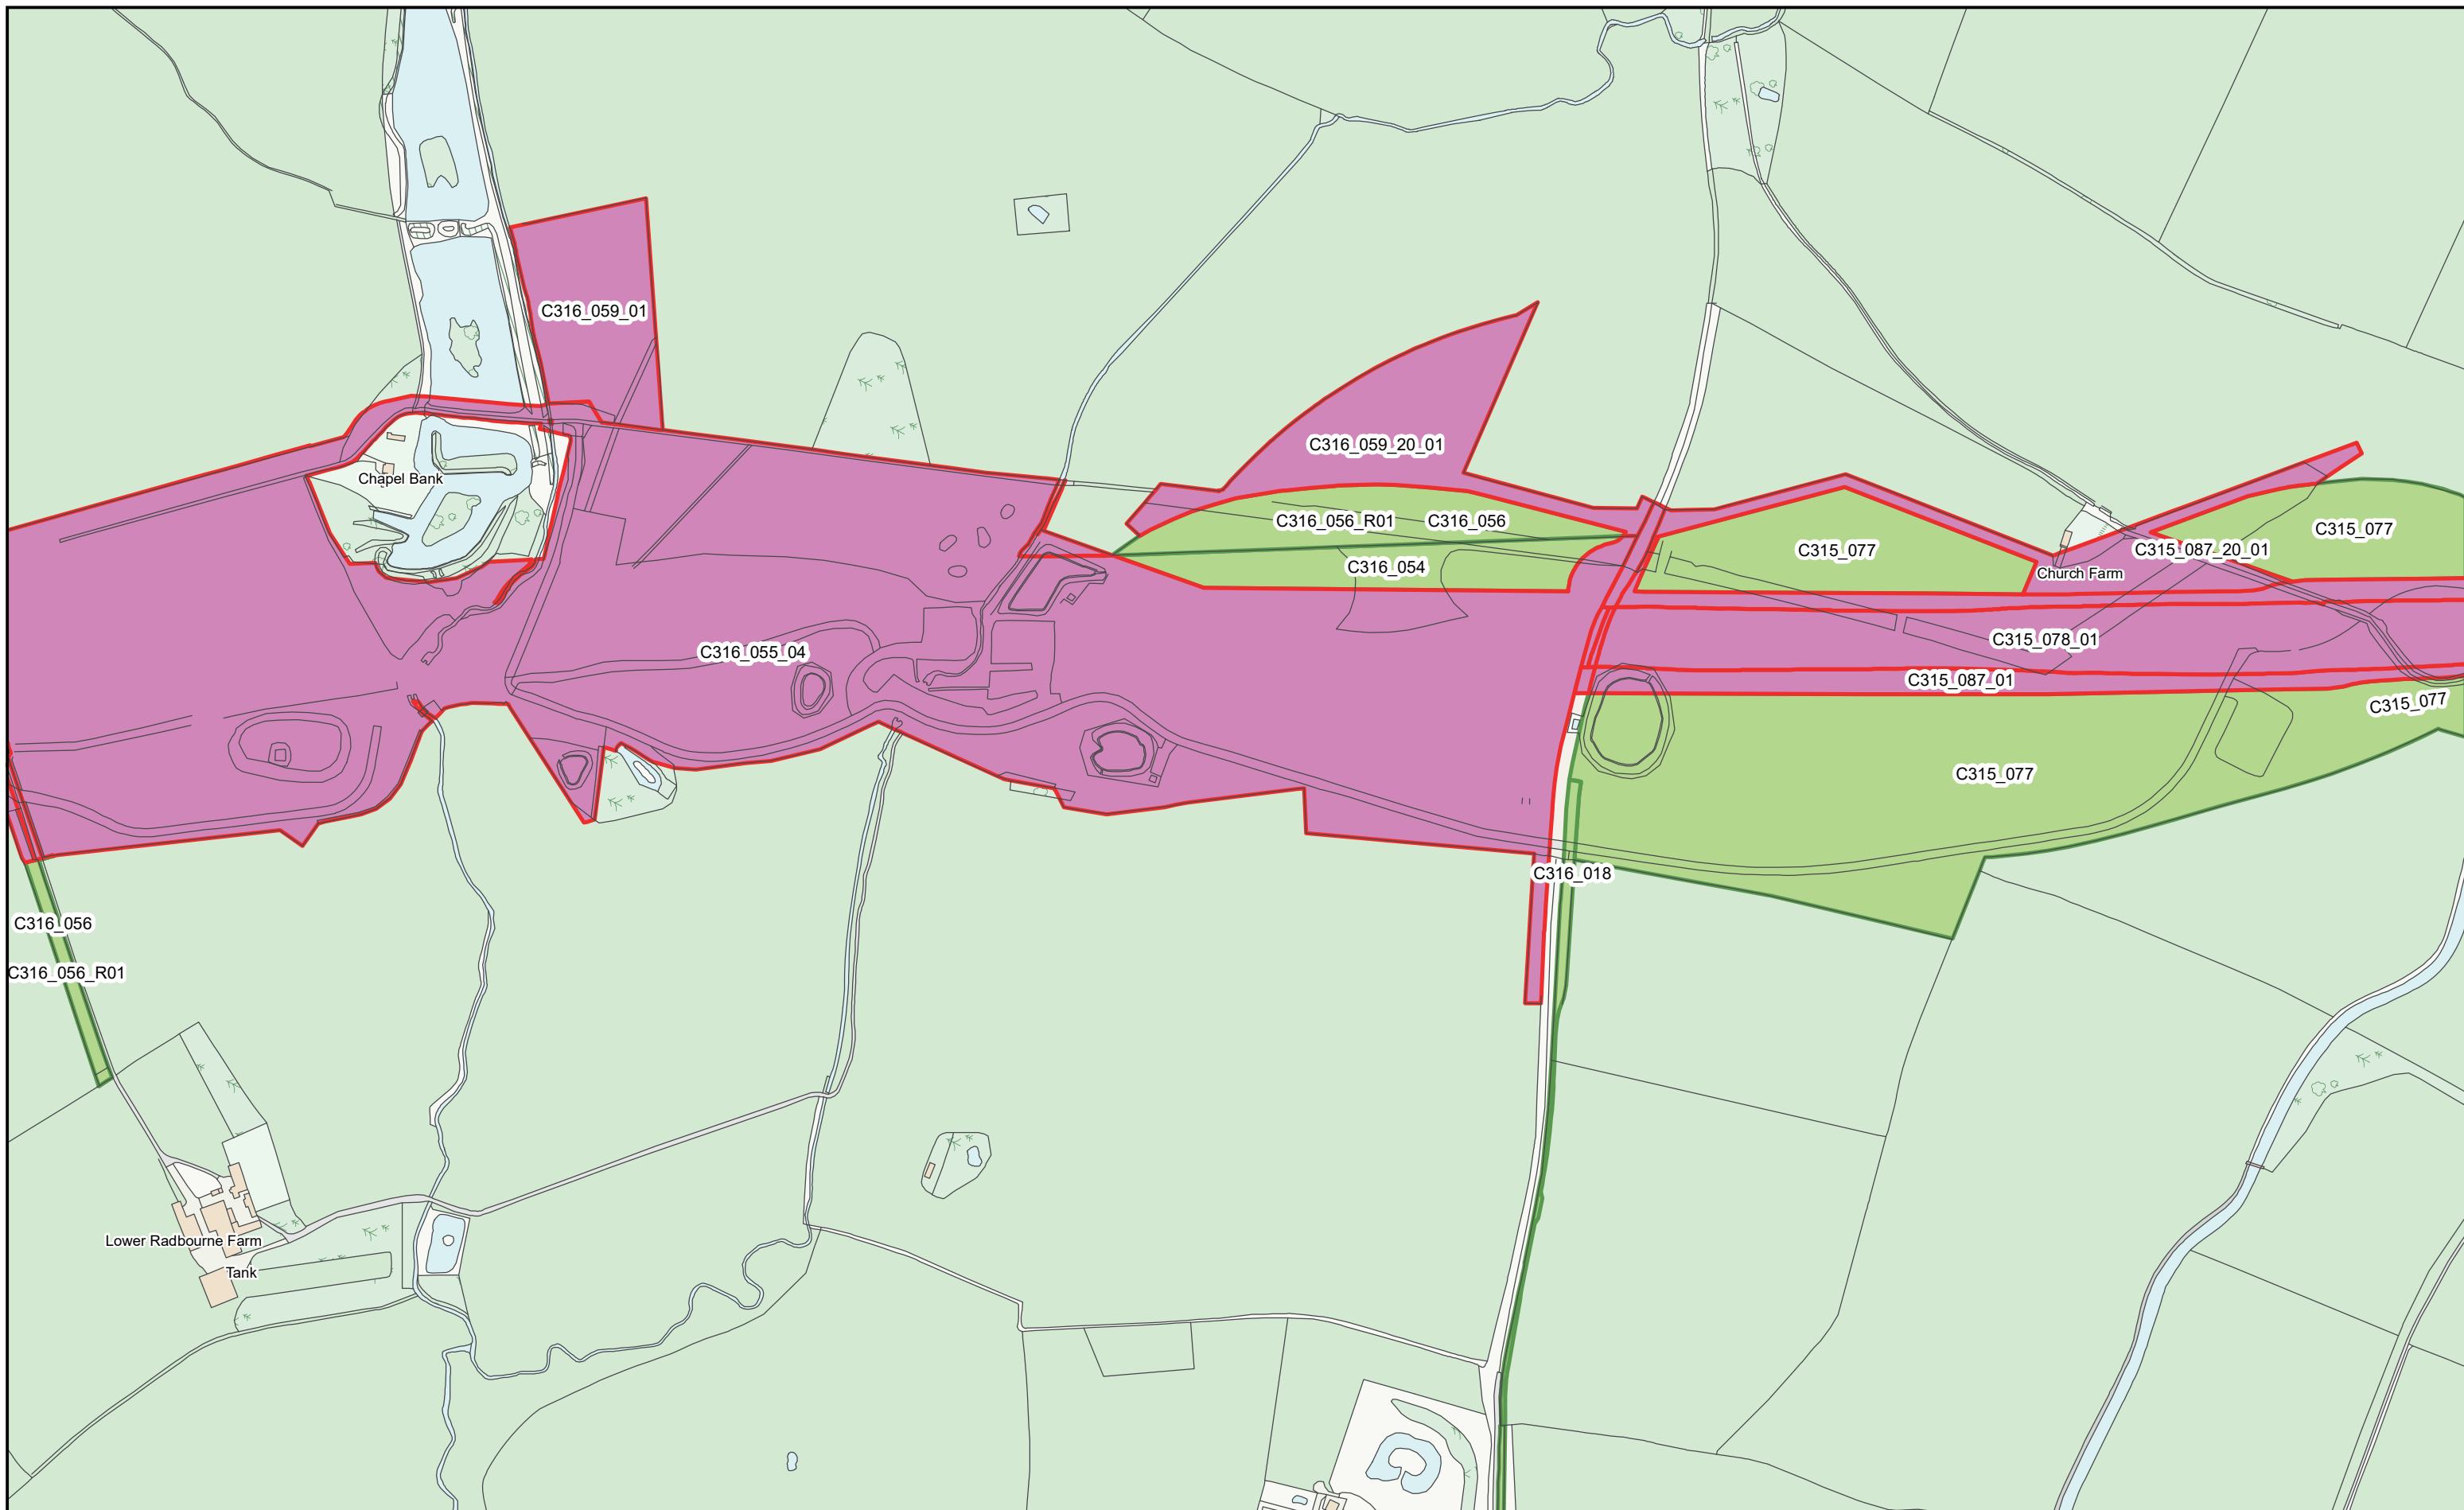 C316_059_01
C316_059_20_01
Chapel Bank
C316_056_R01
C316_056
C315_077
C315_077
C315_087_20_01
C316_054
Church Farm
C315_078_01
C316_055_04
C315_087_01
C315_077
C315_077
C316_018
C316_056
C316_056_R01
Lower Radbourne Farm
Tank